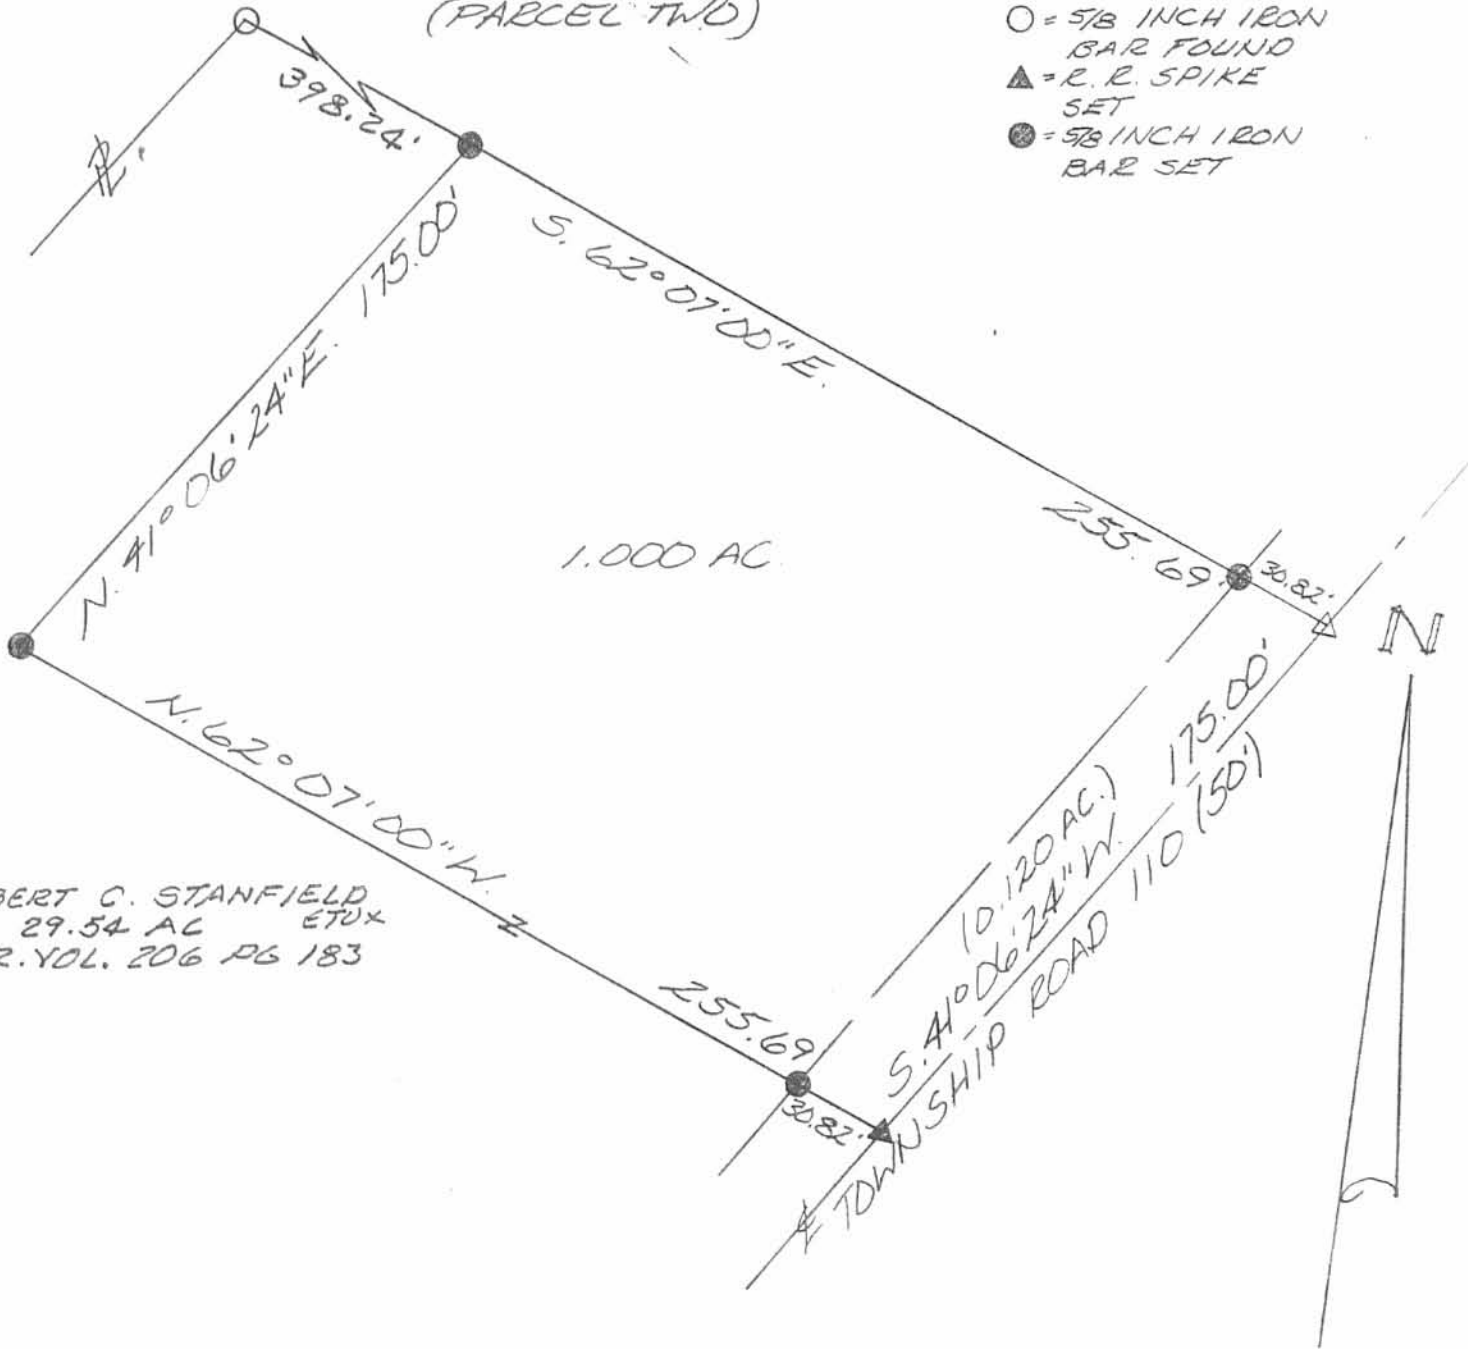 (PARCEL TWO)
○ = 5/8 INCH IRON
BAR FOUND
▲ = R. R. SPIKE
SET
● = 5/8 INCH IRON
BAR SET
398.24'
N. 41° 06' 24" E. 175.00'
S. 62° 07' 00" E.
255.69'
30.82'
1.000 AC
N
N. 62° 07' 00" W.
255.69
30.82'
(0.120 AC.)
S. 41° 06' 24" W. 175.00'
TOWNSHIP ROAD 110 (50')
BERT C. STANFIELD
29.54 AC ETUX
R. VOL. 206 PG 183